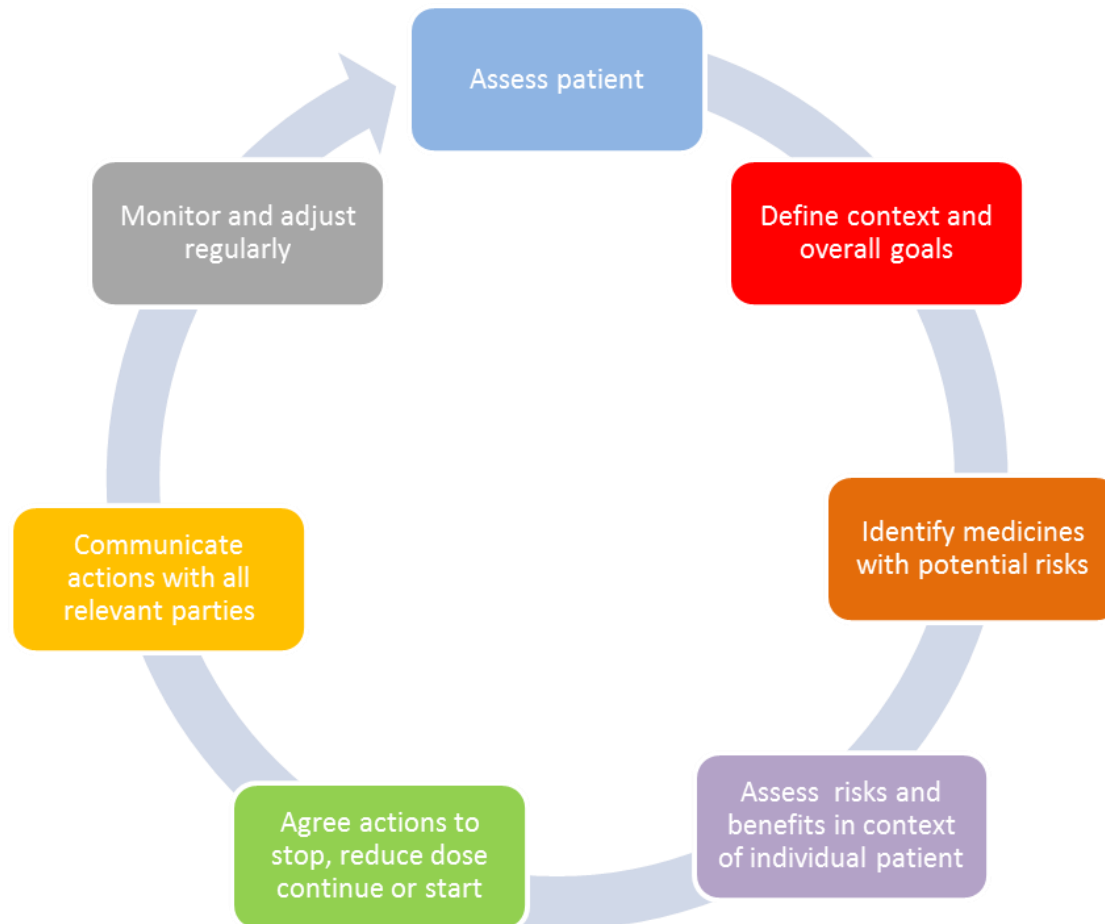 Assess patient
Define context and
overall goals
Identify medicines
with potential risks
Assess risks and
benefits in context
of individual patient
Agree actions to
stop, reduce dose
continue or start
Communicate
actions with all
relevant parties
Monitor and adjust
regularly